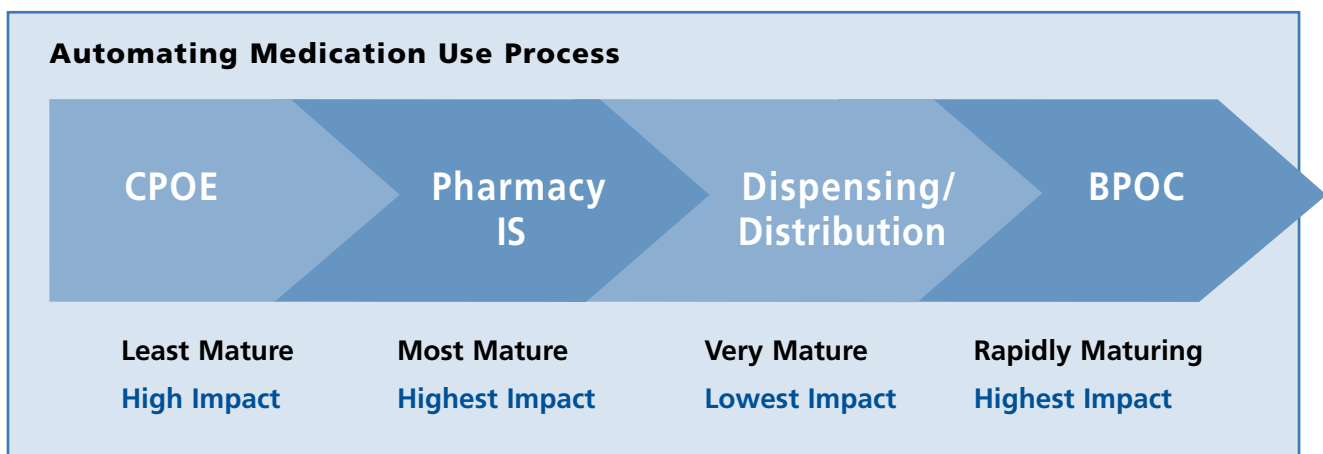 Automating Medication Use Process
CPOE
Pharmacy
IS
Dispensing/
Distribution
BPOC
Least Mature
High Impact
Most Mature
Highest Impact
Very Mature
Lowest Impact
Rapidly Maturing
Highest Impact